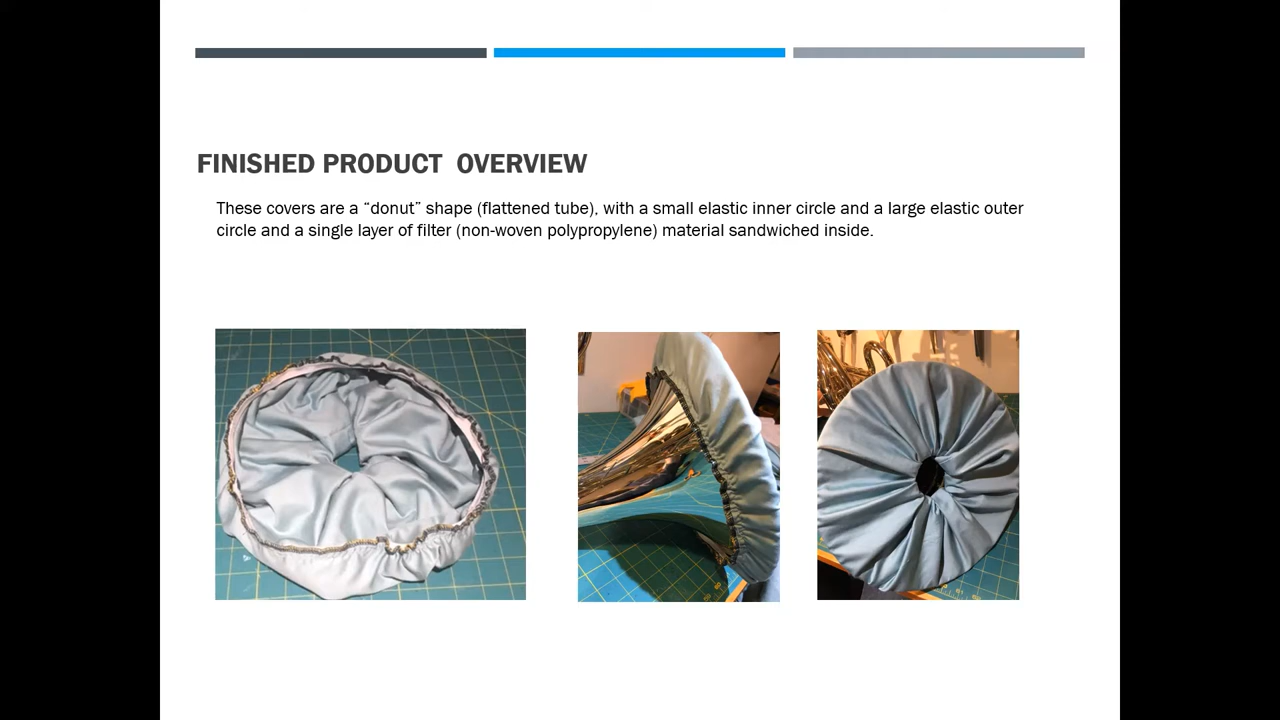 FINISHED PRODUCT OVERVIEW
These covers are a “donut” shape (flattened tube), with a small elastic inner circle and a large elastic outer
circle and a single layer of filter (non-woven polypropylene) material sandwiched inside.